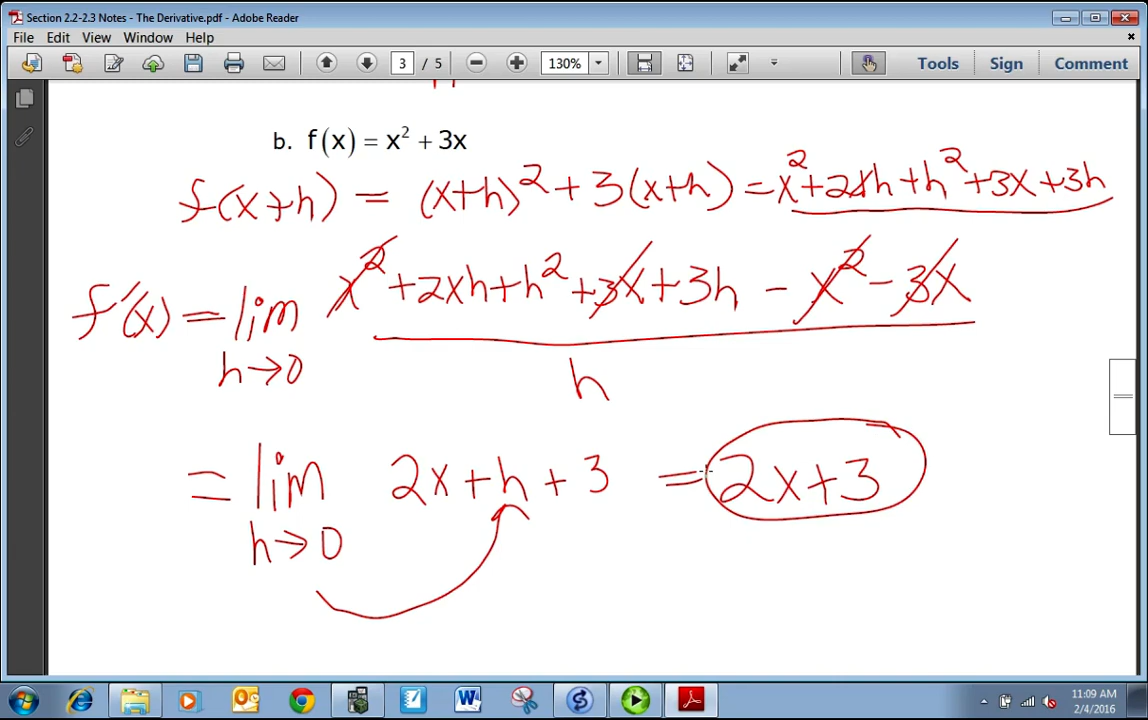 Section 2.2-2.3 Notes - The Derivative.pdf - Adobe Reader
File Edit View Window Help
3 / 5 130% Tools Sign Comment
b. f(x) = x² + 3x
f(x+h) = (x+h)² + 3(x+h) = x² + 2xh + h² + 3x + 3h
f'(x) = lim h→0 x² + 2xh + h² + 3x + 3h - x² - 3x
h
= lim h→0 2x + h + 3 = 2x + 3
11:09 AM
2/4/2016